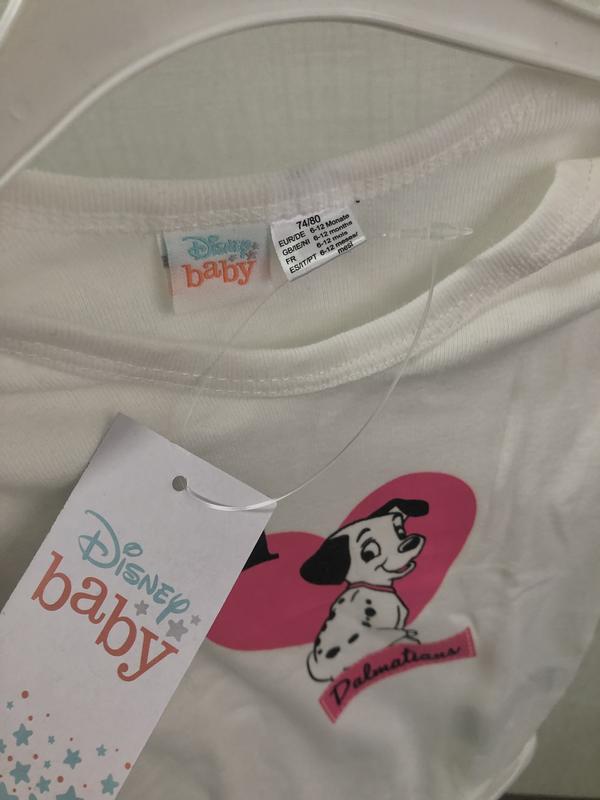 Disney
baby
74/80
EUR/DE 6-12 Monate
GB/IE/NI 6-12 months
FR 6-12 mois
ES/IT/PT 6-12 meses/
mesi
Disney
baby
Dalmatians